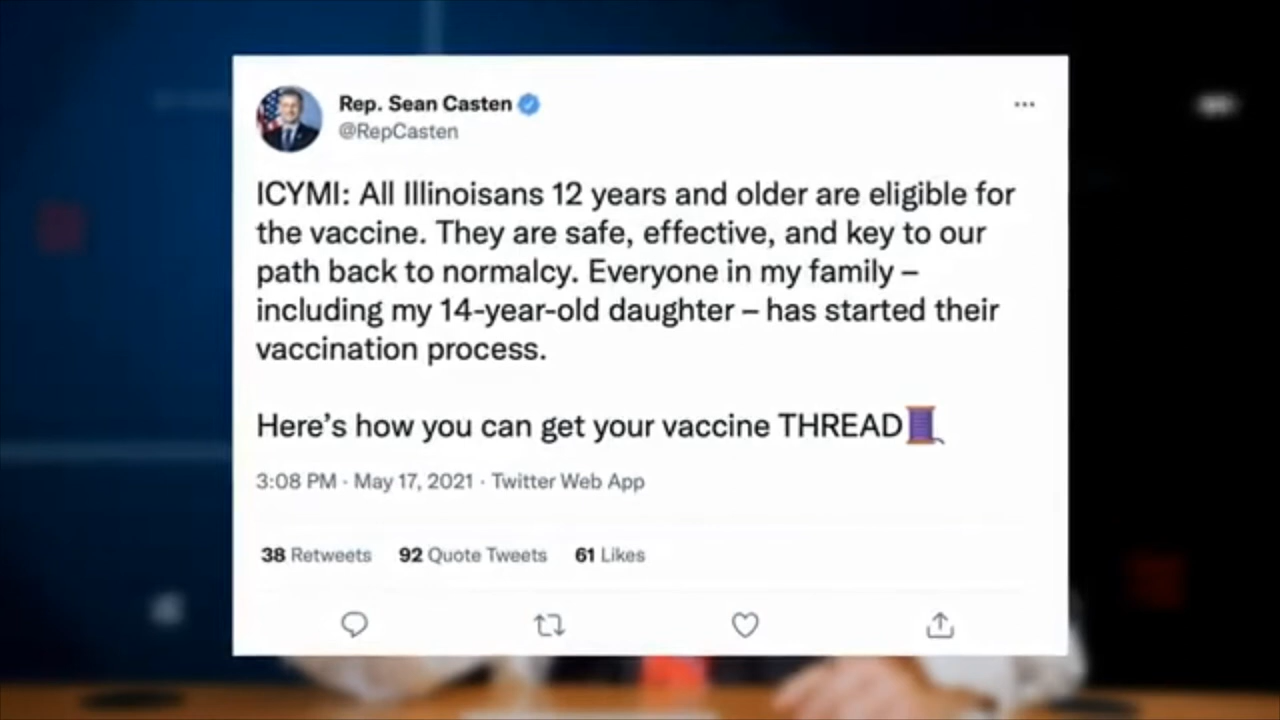 Rep. Sean Casten
@RepCasten
ICYMI: All Illinoisans 12 years and older are eligible for
the vaccine. They are safe, effective, and key to our
path back to normalcy. Everyone in my family –
including my 14-year-old daughter – has started their
vaccination process.
Here’s how you can get your vaccine THREAD🧵
3:08 PM · May 17, 2021 · Twitter Web App
38 Retweets 92 Quote Tweets 61 Likes